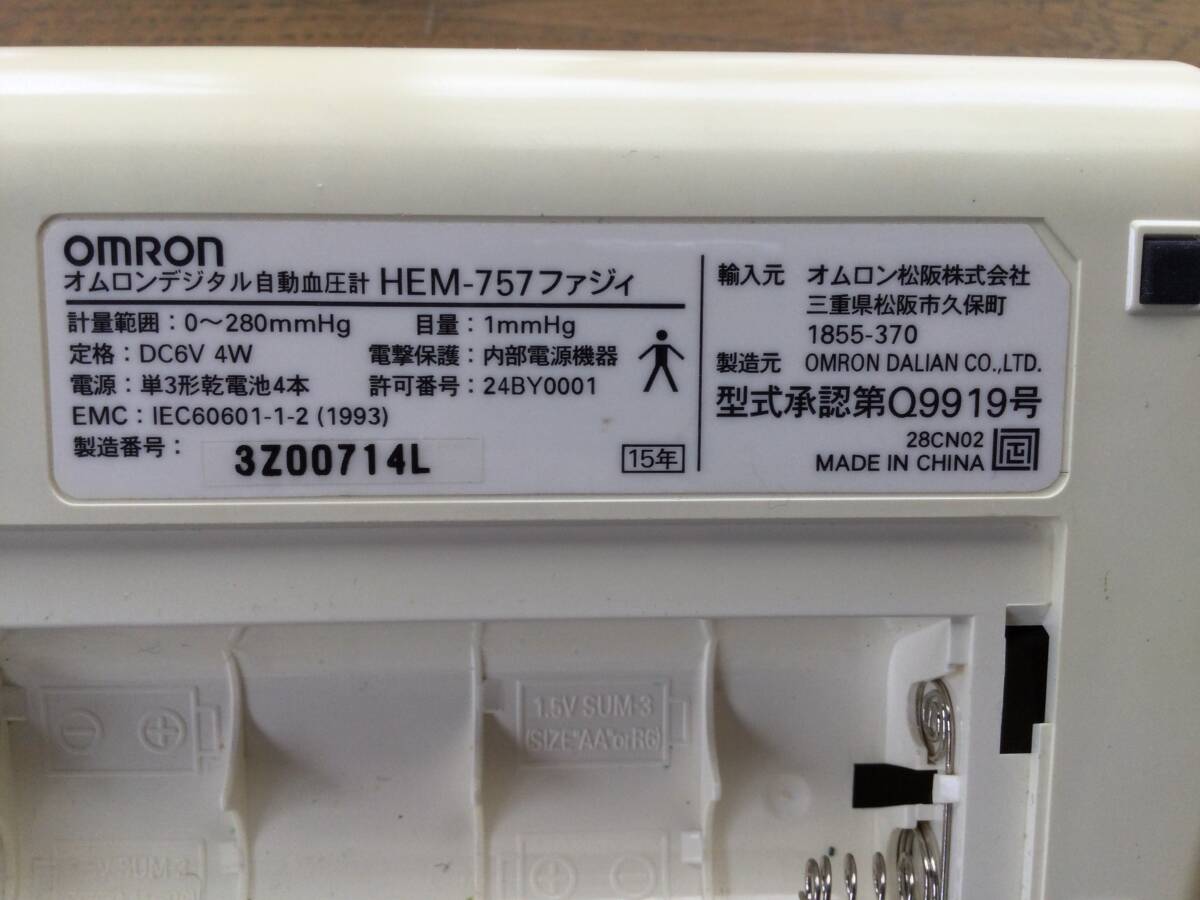 OMRON
オムロンデジタル自動血圧計 HEM-757ファジィ
計量範囲：0～280mmHg 目量：1mmHg
定格：DC6V 4W 電撃保護：内部電源機器
電源：単3形乾電池4本 許可番号：24BY0001
EMC：IEC60601-1-2 (1993)
製造番号：
3Z00714L
15年
輸入元 オムロン松阪株式会社
三重県松阪市久保町
1855-370
製造元 OMRON DALIAN CO.,LTD.
型式承認第Q9919号
28CN02
MADE IN CHINA
1.5V SUM-3
(SIZE"AA"orR6)
V SUM-3